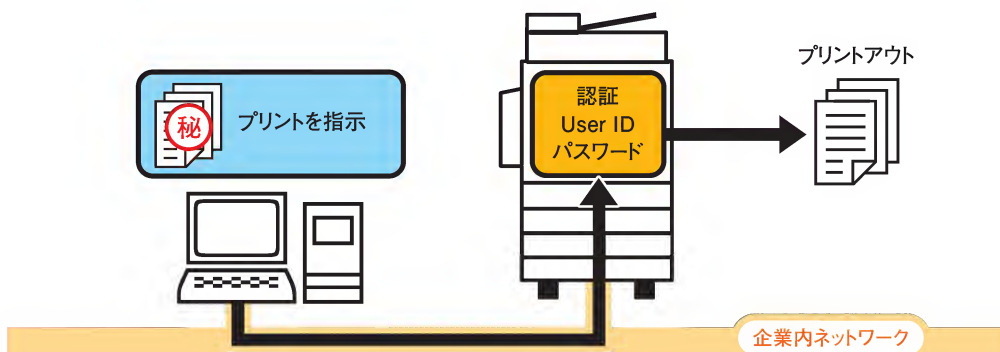 プリントアウト
秘
プリントを指示
認証
User ID
パスワード
企業内ネットワーク